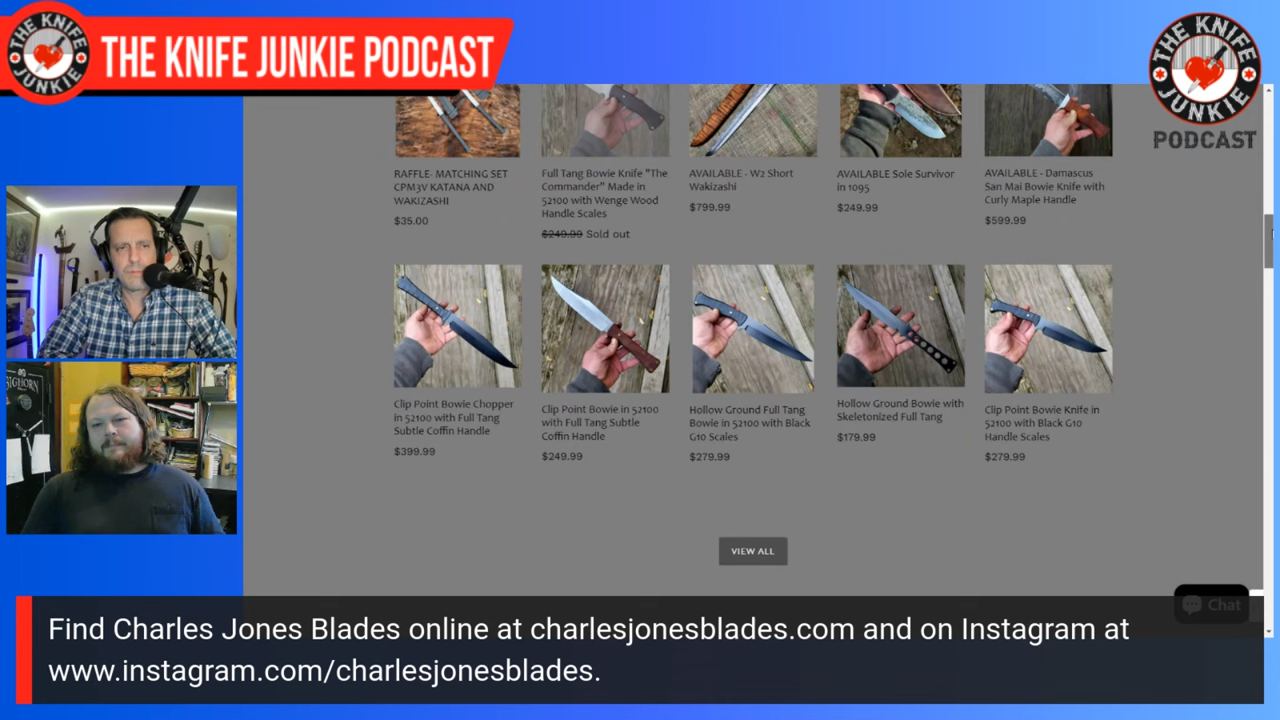 THE KNIFE JUNKIE
THE KNIFE JUNKIE PODCAST
THE KNIFE JUNKIE
PODCAST
RAFFLE- MATCHING SET
CPM3V KATANA AND
WAKIZASHI
$35.00
Full Tang Bowie Knife "The
Commander" Made in
52100 with Wenge Wood
Handle Scales
$249.99 Sold out
AVAILABLE - W2 Short
Wakizashi
$799.99
AVAILABLE Sole Survivor
in 1095
$249.99
AVAILABLE - Damascus
San Mai Bowie Knife with
Curly Maple Handle
$599.99
Clip Point Bowie Chopper
in 52100 with Full Tang
Subtle Coffin Handle
$399.99
Clip Point Bowie in 52100
with Full Tang Subtle
Coffin Handle
$249.99
Hollow Ground Full Tang
Bowie in 52100 with Black
G10 Scales
$279.99
Hollow Ground Bowie with
Skeletonized Full Tang
$179.99
Clip Point Bowie Knife in
52100 with Black G10
Handle Scales
$279.99
BIGHORN
VIEW ALL
Chat
Find Charles Jones Blades online at charlesjonesblades.com and on Instagram at
www.instagram.com/charlesjonesblades.